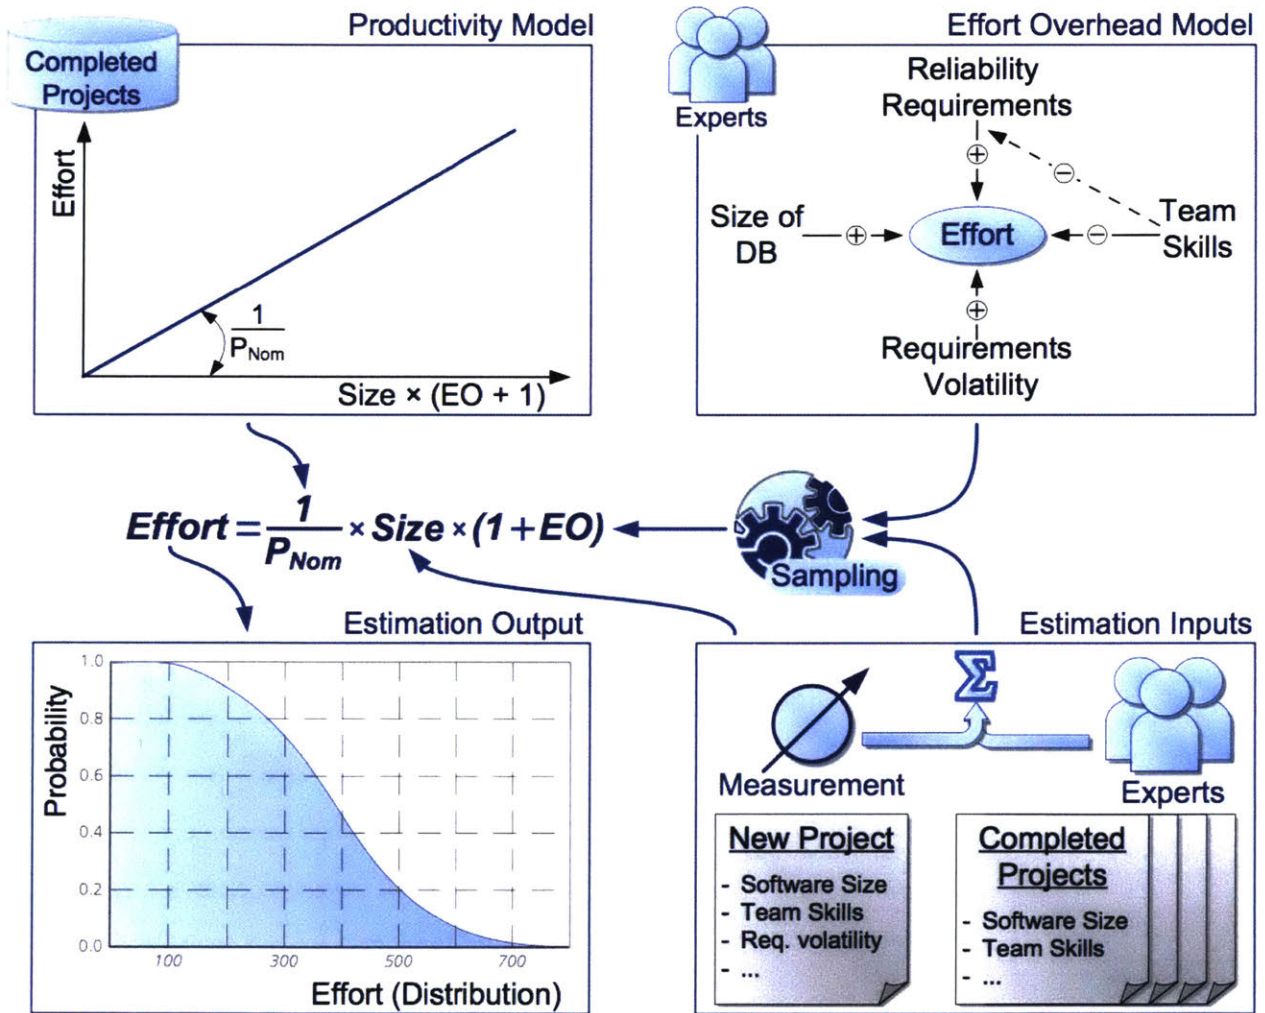 Productivity Model
Completed
Projects
Effort
1
P_Nom
Size × (EO + 1)
Effort Overhead Model
Experts
Reliability
Requirements
+
−
Size of
DB
+
Effort
−
Team
Skills
+
Requirements
Volatility
Effort = 1 / P_Nom × Size × (1 + EO)
Sampling
Estimation Output
Probability
1.0
0.8
0.6
0.4
0.2
0.0
100 300 500 700
Effort (Distribution)
Estimation Inputs
Σ
Measurement
Experts
New Project
- Software Size
- Team Skills
- Req. volatility
- ...
Completed
Projects
- Software Size
- Team Skills
- ...